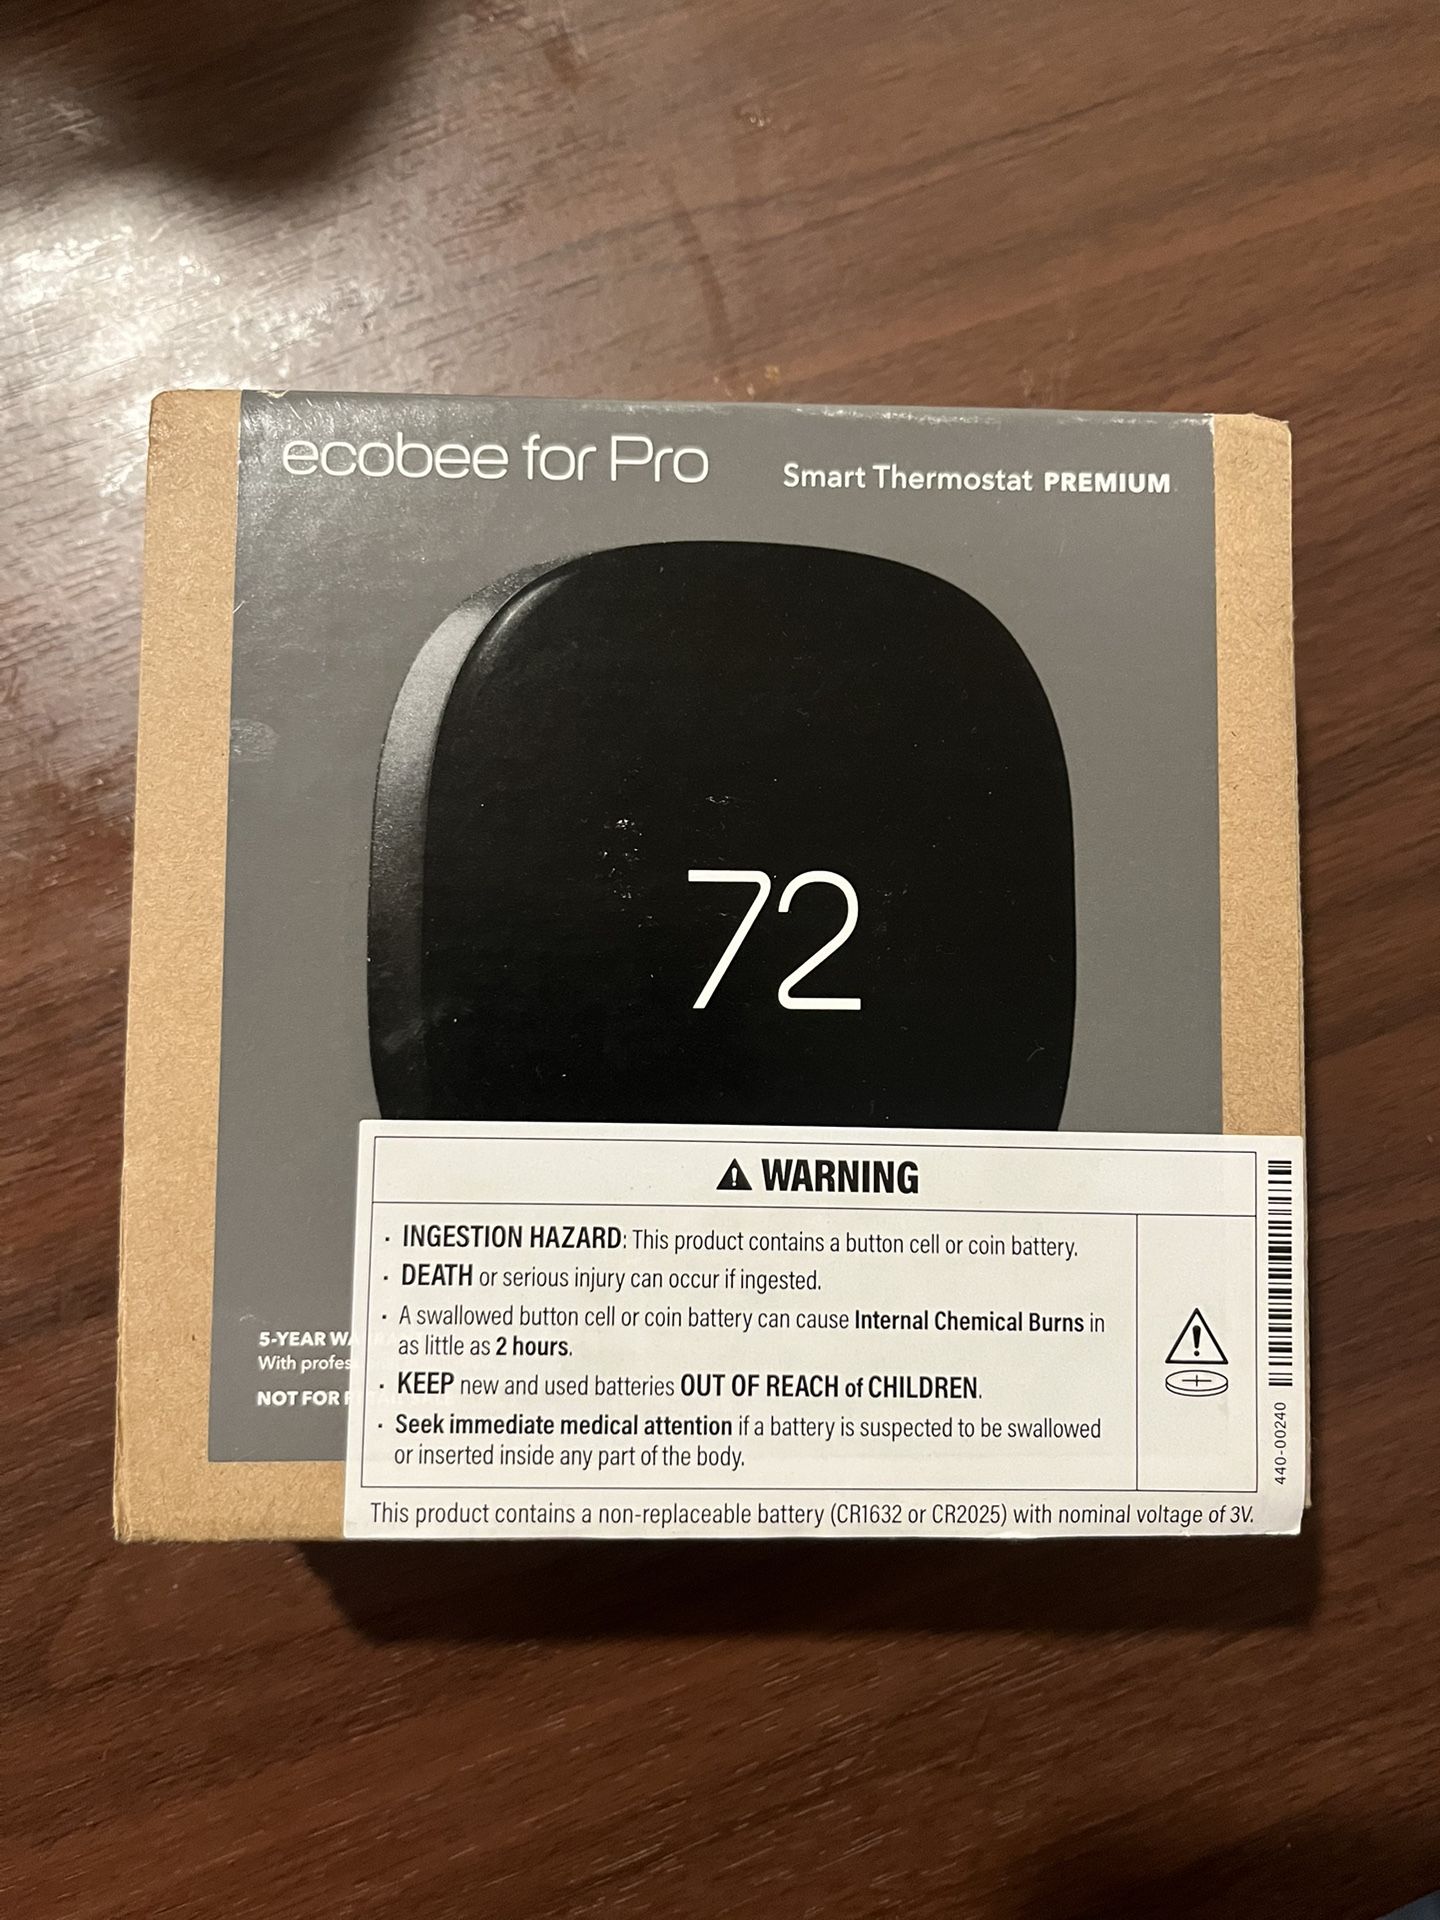 ecobee for Pro
Smart Thermostat PREMIUM
72
⚠ WARNING
· INGESTION HAZARD: This product contains a button cell or coin battery.
· DEATH or serious injury can occur if ingested.
· A swallowed button cell or coin battery can cause Internal Chemical Burns in
as little as 2 hours.
· KEEP new and used batteries OUT OF REACH of CHILDREN.
· Seek immediate medical attention if a battery is suspected to be swallowed
or inserted inside any part of the body.
This product contains a non-replaceable battery (CR1632 or CR2025) with nominal voltage of 3V.
440-00240
5-YEAR
With
NOT FOR